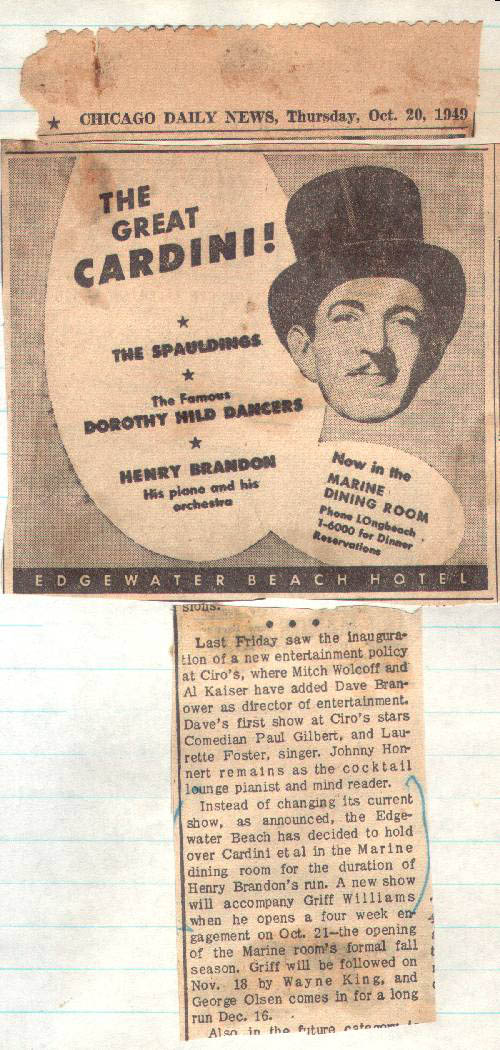 ★ CHICAGO DAILY NEWS, Thursday, Oct. 20, 1949
THE
GREAT
CARDINI!
★
THE SPAULDINGS
★
The Famous
DOROTHY HILD DANCERS
★
HENRY BRANDON
His piano and his
orchestra
Now in the
MARINE
DINING ROOM
Phone LOngbeach
1-6000 for Dinner
Reservations
EDGEWATER BEACH HOTEL
sions.
• • •
Last Friday saw the inaugura-
tion of a new entertainment policy
at Ciro's, where Mitch Wolcoff and
Al Kaiser have added Dave Bran-
ower as director of entertainment.
Dave's first show at Ciro's stars
Comedian Paul Gilbert, and Lau-
rette Foster, singer. Johnny Hon-
nert remains as the cocktail
lounge pianist and mind reader.
Instead of changing its current
show, as announced, the Edge-
water Beach has decided to hold
over Cardini et al in the Marine
dining room for the duration of
Henry Brandon's run. A new show
will accompany Griff Williams
when he opens a four week en-
gagement on Oct. 21—the opening
of the Marine room's formal fall
season. Griff will be followed on
Nov. 18 by Wayne King, and
George Olsen comes in for a long
run Dec. 16.
Also in the future category